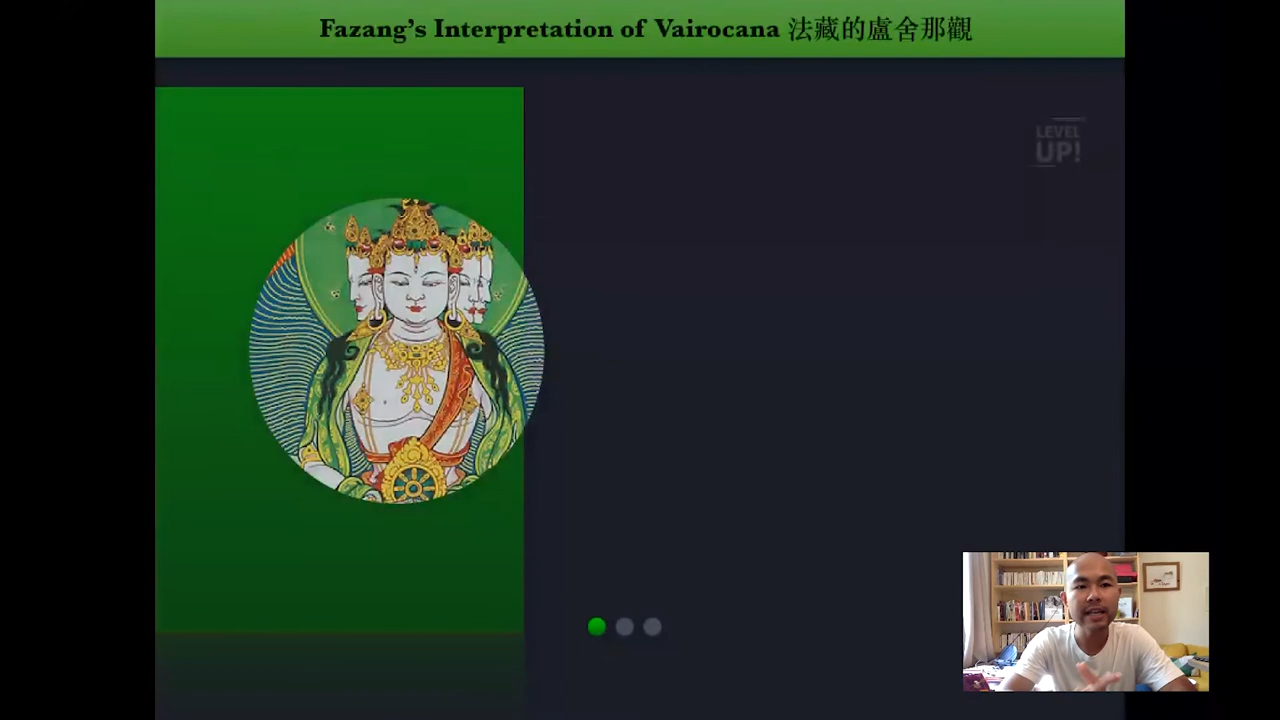 Fazang's Interpretation of Vairocana 法藏的盧舍那觀
LEVEL
UP!